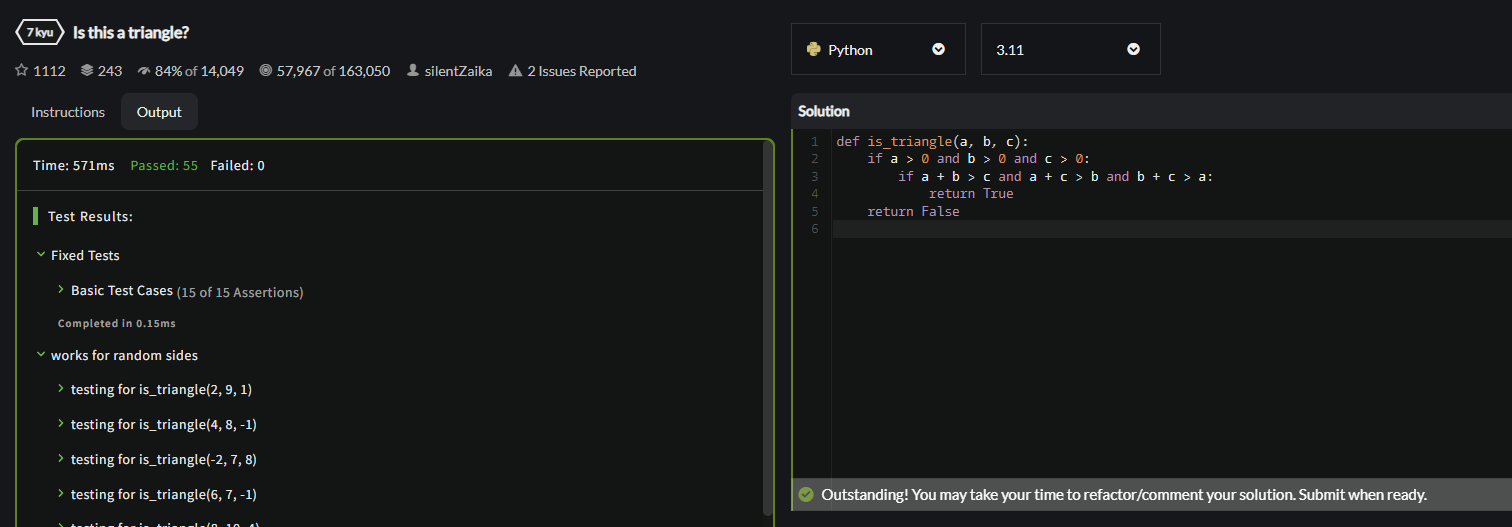 7 kyu Is this a triangle?
1112 243 84% of 14,049 57,967 of 163,050 silentZaika 2 Issues Reported
Instructions Output
Time: 571ms Passed: 55 Failed: 0
Test Results:
Fixed Tests
Basic Test Cases (15 of 15 Assertions)
Completed in 0.15ms
works for random sides
testing for is_triangle(2, 9, 1)
testing for is_triangle(4, 8, -1)
testing for is_triangle(-2, 7, 8)
testing for is_triangle(6, 7, -1)
Python 3.11
Solution
1 def is_triangle(a, b, c):
2 if a > 0 and b > 0 and c > 0:
3 if a + b > c and a + c > b and b + c > a:
4 return True
5 return False
6
Outstanding! You may take your time to refactor/comment your solution. Submit when ready.